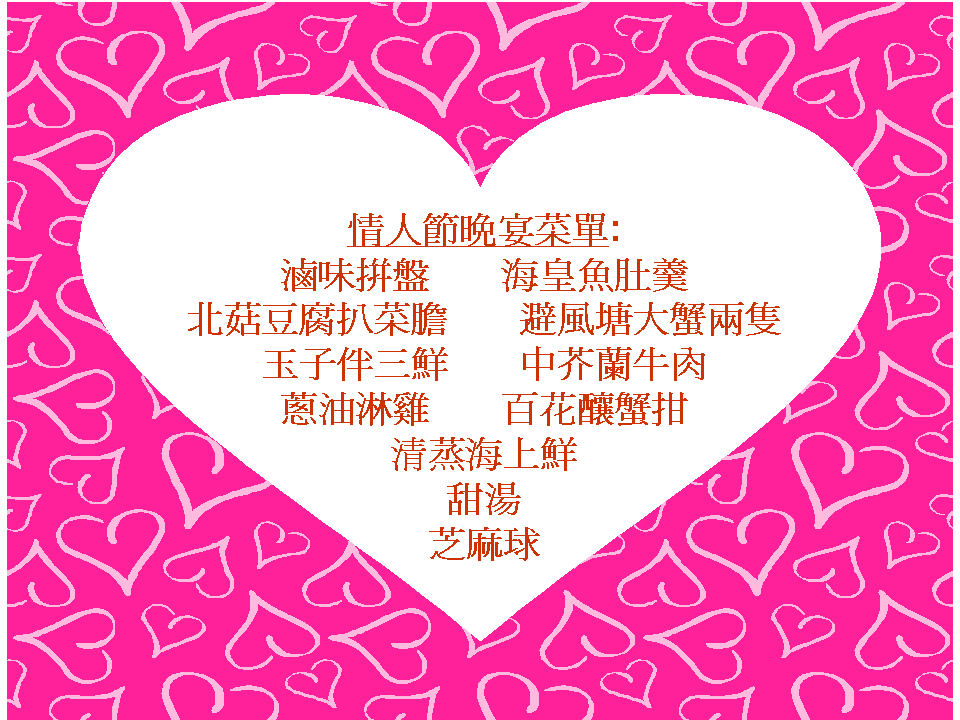 情人節晚宴菜單:
滷味拼盤 海皇魚肚羹
北菇豆腐扒菜膽 避風塘大蟹兩隻
玉子伴三鮮 中芥蘭牛肉
蔥油淋雞 百花釀蟹拑
清蒸海上鮮
甜湯
芝麻球